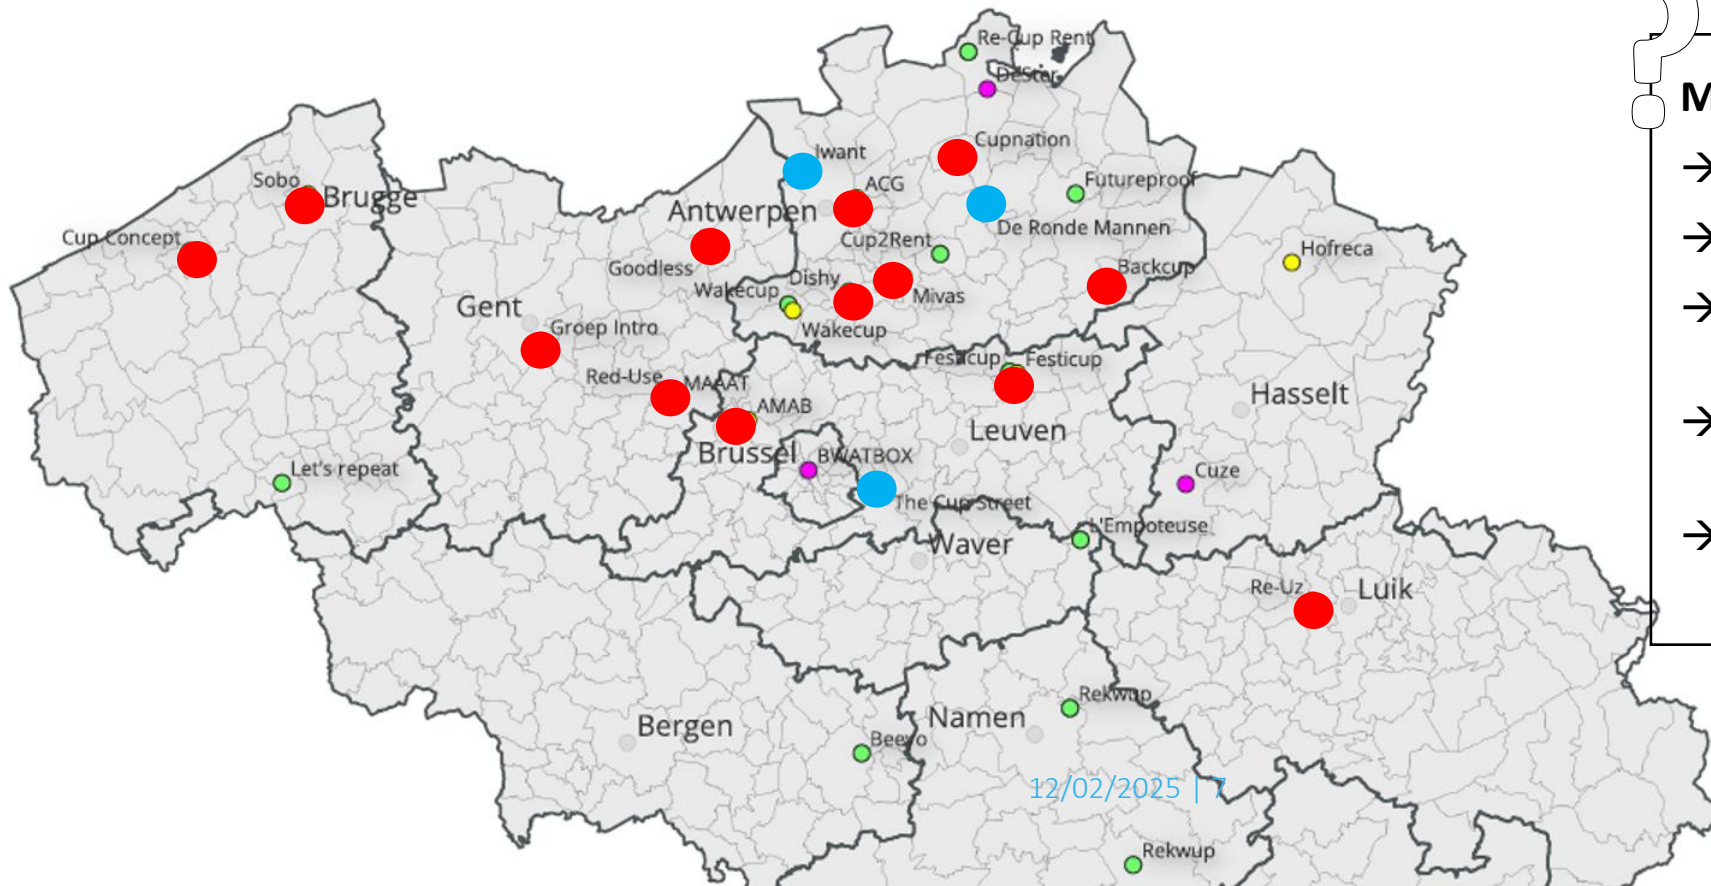 Re-Cup Rent
DeSter
M
Cupnation
Iwant
ACG
Futureproof
Sobo
Brugge
Antwerpen
De Ronde Mannen
Cup Concept
Cup2Rent
Hofreca
Goodless
Backcup
Dishy
Wakecup
Mivas
Gent
Wakecup
Groep Intro
Festicup
Festicup
Red-Use
MAAAT
Hasselt
AMAB
Leuven
Brussel
BWATBOX
Let's repeat
Cuze
The Cup Street
L'Empoteuse
Waver
Re-Uz
Luik
Rekwup
Namen
Bergen
Beevo
12/02/2025 | 7
Rekwup